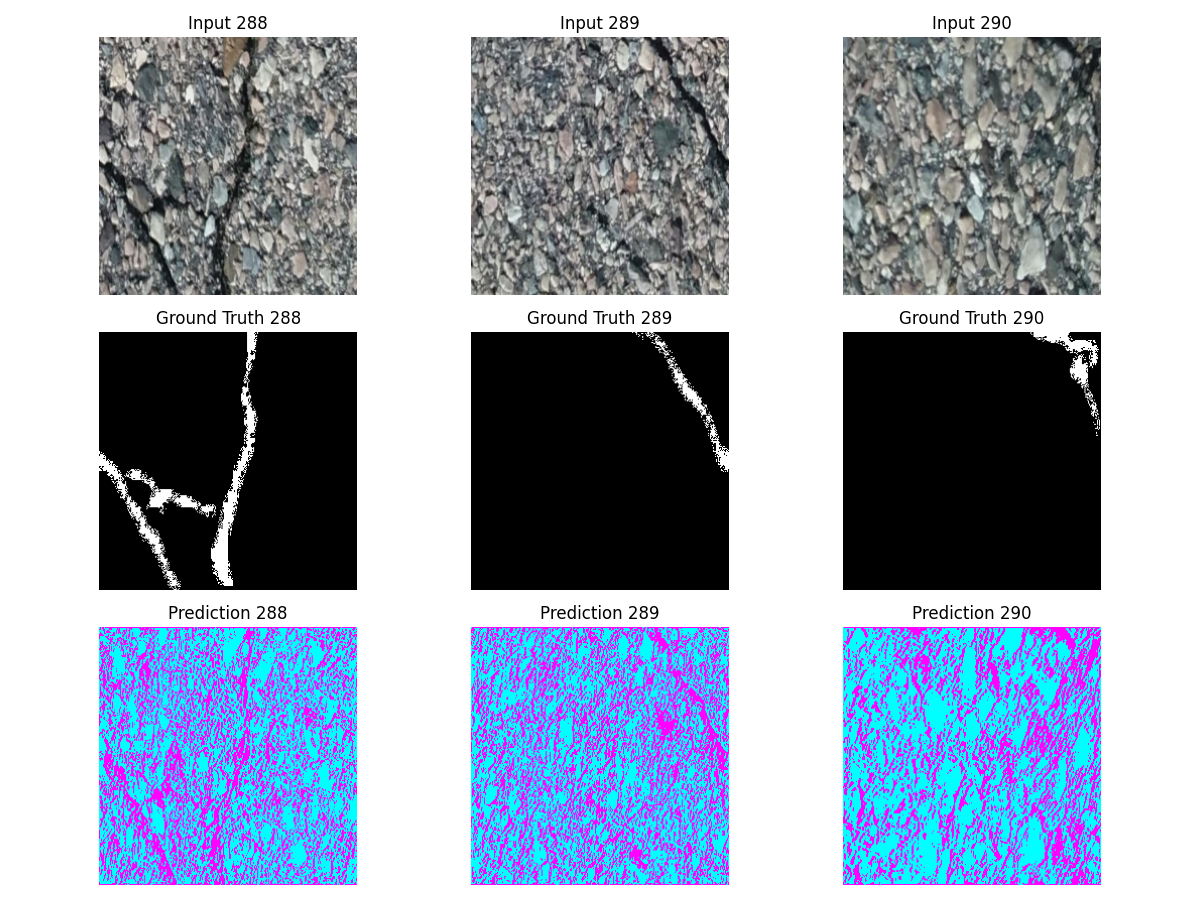 Input 288
Input 289
Input 290
Ground Truth 288
Ground Truth 289
Ground Truth 290
Prediction 288
Prediction 289
Prediction 290